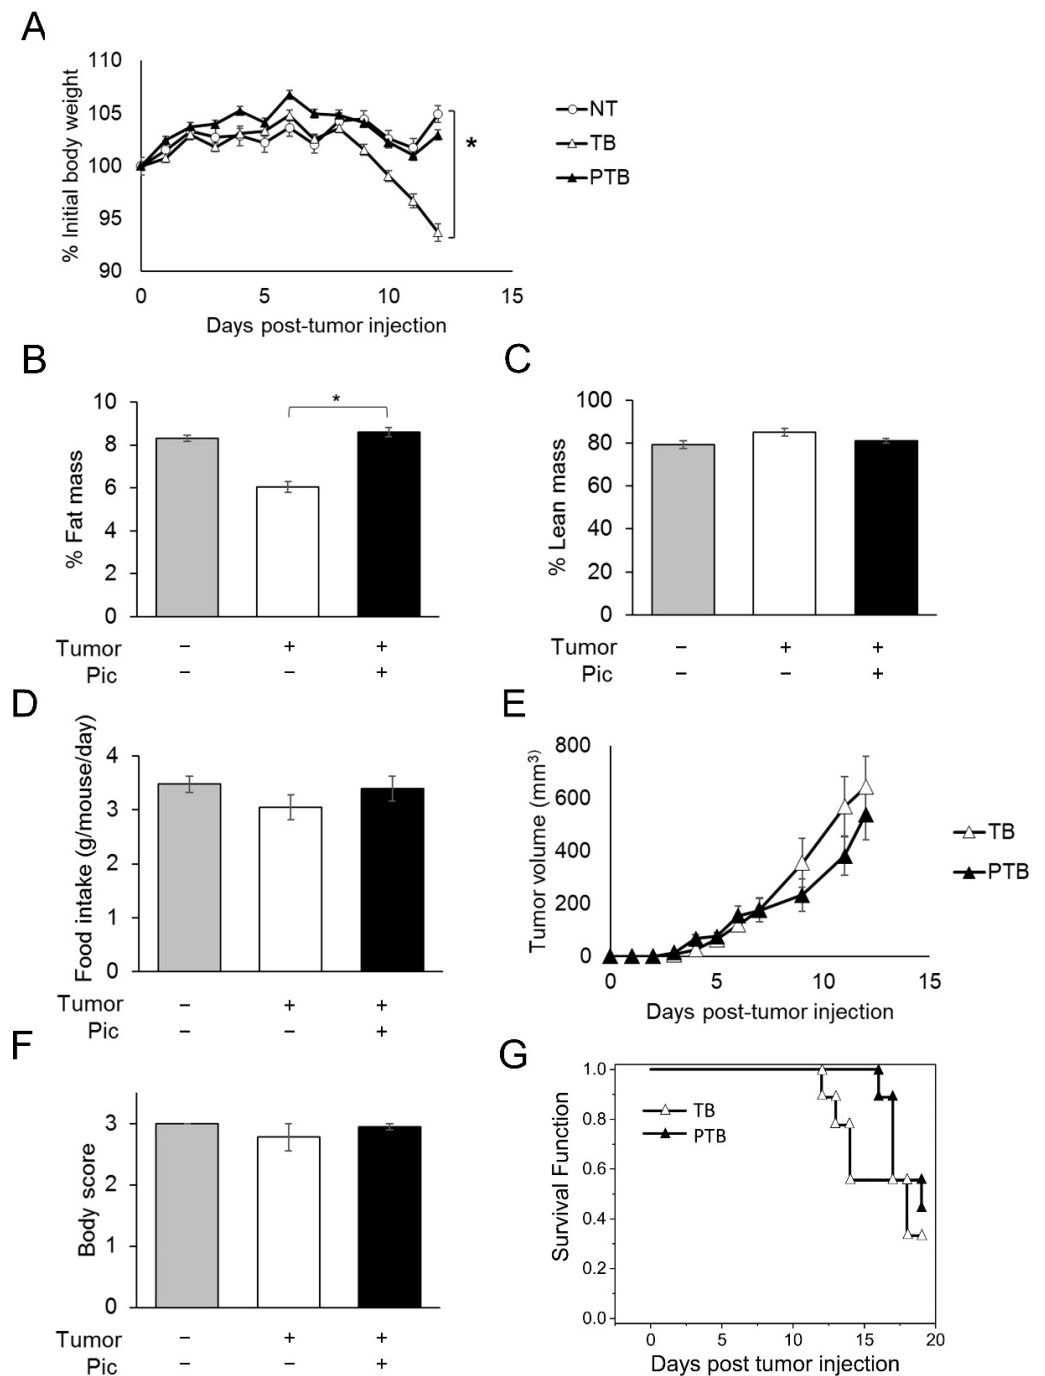 A
110
105
100
95
90
% Initial body weight
0 5 10 15
Days post-tumor injection
*
NT
TB
PTB
B
10
8
6
4
2
0
% Fat mass
*
Tumor − + +
Pic − − +
C
100
80
60
40
20
0
% Lean mass
Tumor − + +
Pic − − +
D
4
3
2
1
0
Food intake (g/mouse/day)
Tumor − + +
Pic − − +
E
800
600
400
200
0
Tumor volume (mm³)
0 5 10 15
Days post-tumor injection
TB
PTB
F
3
2
1
0
Body score
Tumor − + +
Pic − − +
G
1.0
0.8
0.6
0.4
0.2
0.0
Survival Function
TB
PTB
0 5 10 15 20
Days post tumor injection